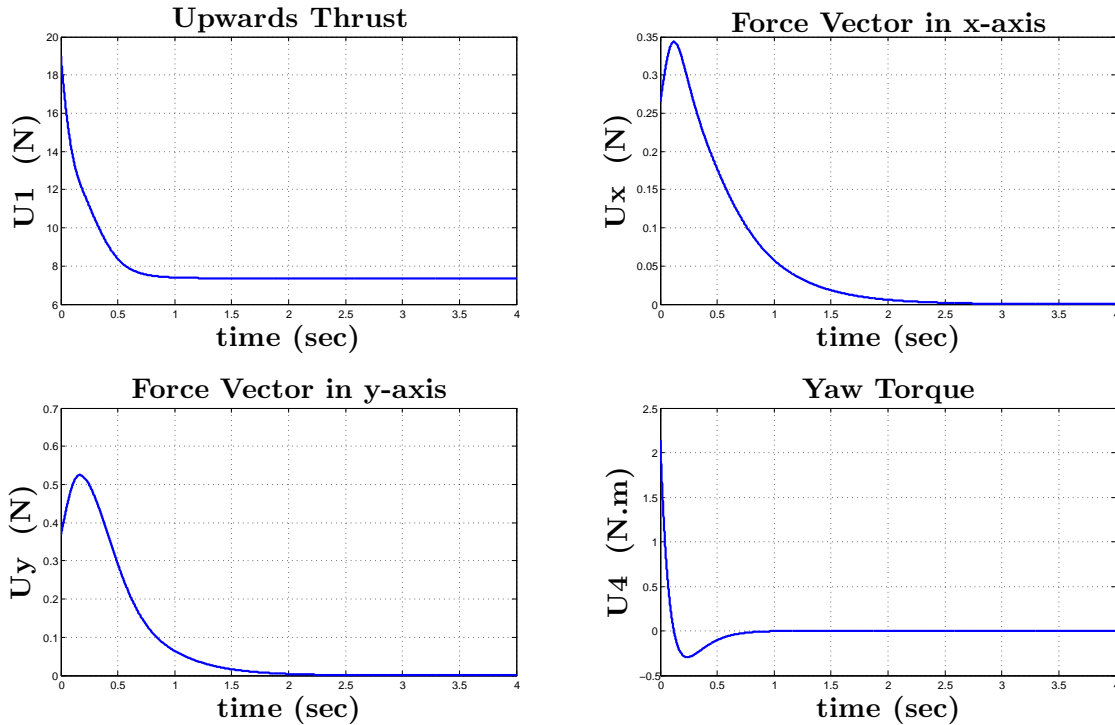 Upwards Thrust
U1 (N)
20
18
16
14
12
10
8
6
0 0.5 1 1.5 2 2.5 3 3.5 4
time (sec)
Force Vector in x-axis
Ux (N)
0.35
0.3
0.25
0.2
0.15
0.1
0.05
0
0 0.5 1 1.5 2 2.5 3 3.5 4
time (sec)
Force Vector in y-axis
Uy (N)
0.7
0.6
0.5
0.4
0.3
0.2
0.1
0
0 0.5 1 1.5 2 2.5 3 3.5 4
time (sec)
Yaw Torque
U4 (N.m)
2.5
2
1.5
1
0.5
0
−0.5
0 0.5 1 1.5 2 2.5 3 3.5 4
time (sec)